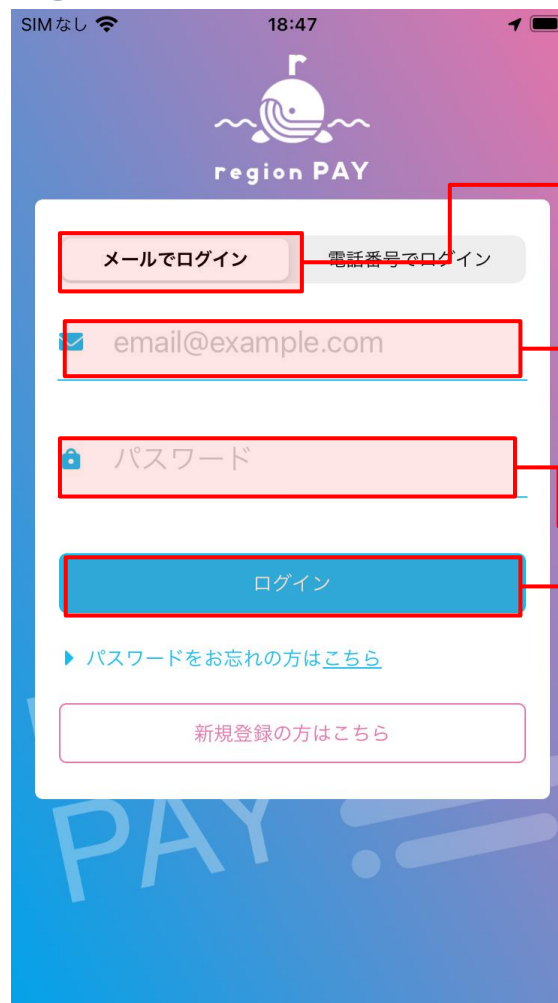 SIMなし 18:47
r
region PAY
メールでログイン 電話番号でログイン
email@example.com
パスワード
ログイン
パスワードをお忘れの方はこちら
新規登録の方はこちら
PAY